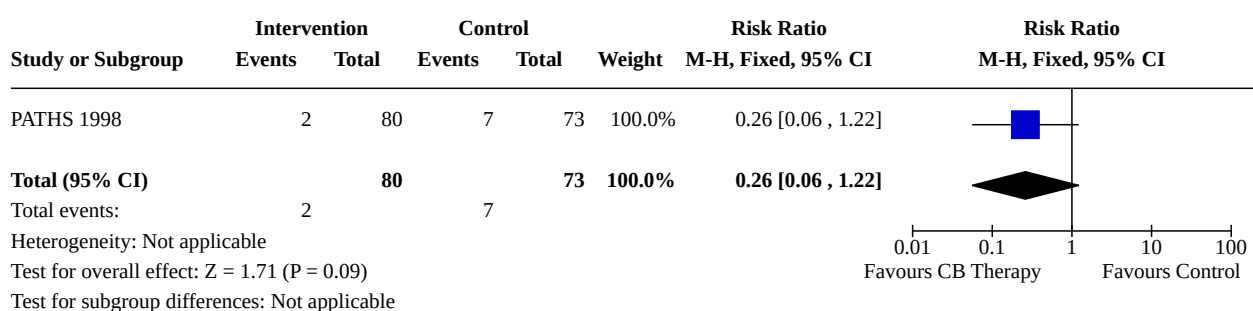 Intervention Control Risk Ratio Risk Ratio
Study or Subgroup Events Total Events Total Weight M-H, Fixed, 95% CI M-H, Fixed, 95% CI
PATHS 1998 2 80 7 73 100.0% 0.26 [0.06 , 1.22]
Total (95% CI) 80 73 100.0% 0.26 [0.06 , 1.22]
Total events: 2 7
Heterogeneity: Not applicable
0.01 0.1 1 10 100
Test for overall effect: Z = 1.71 (P = 0.09) Favours CB Therapy Favours Control
Test for subgroup differences: Not applicable